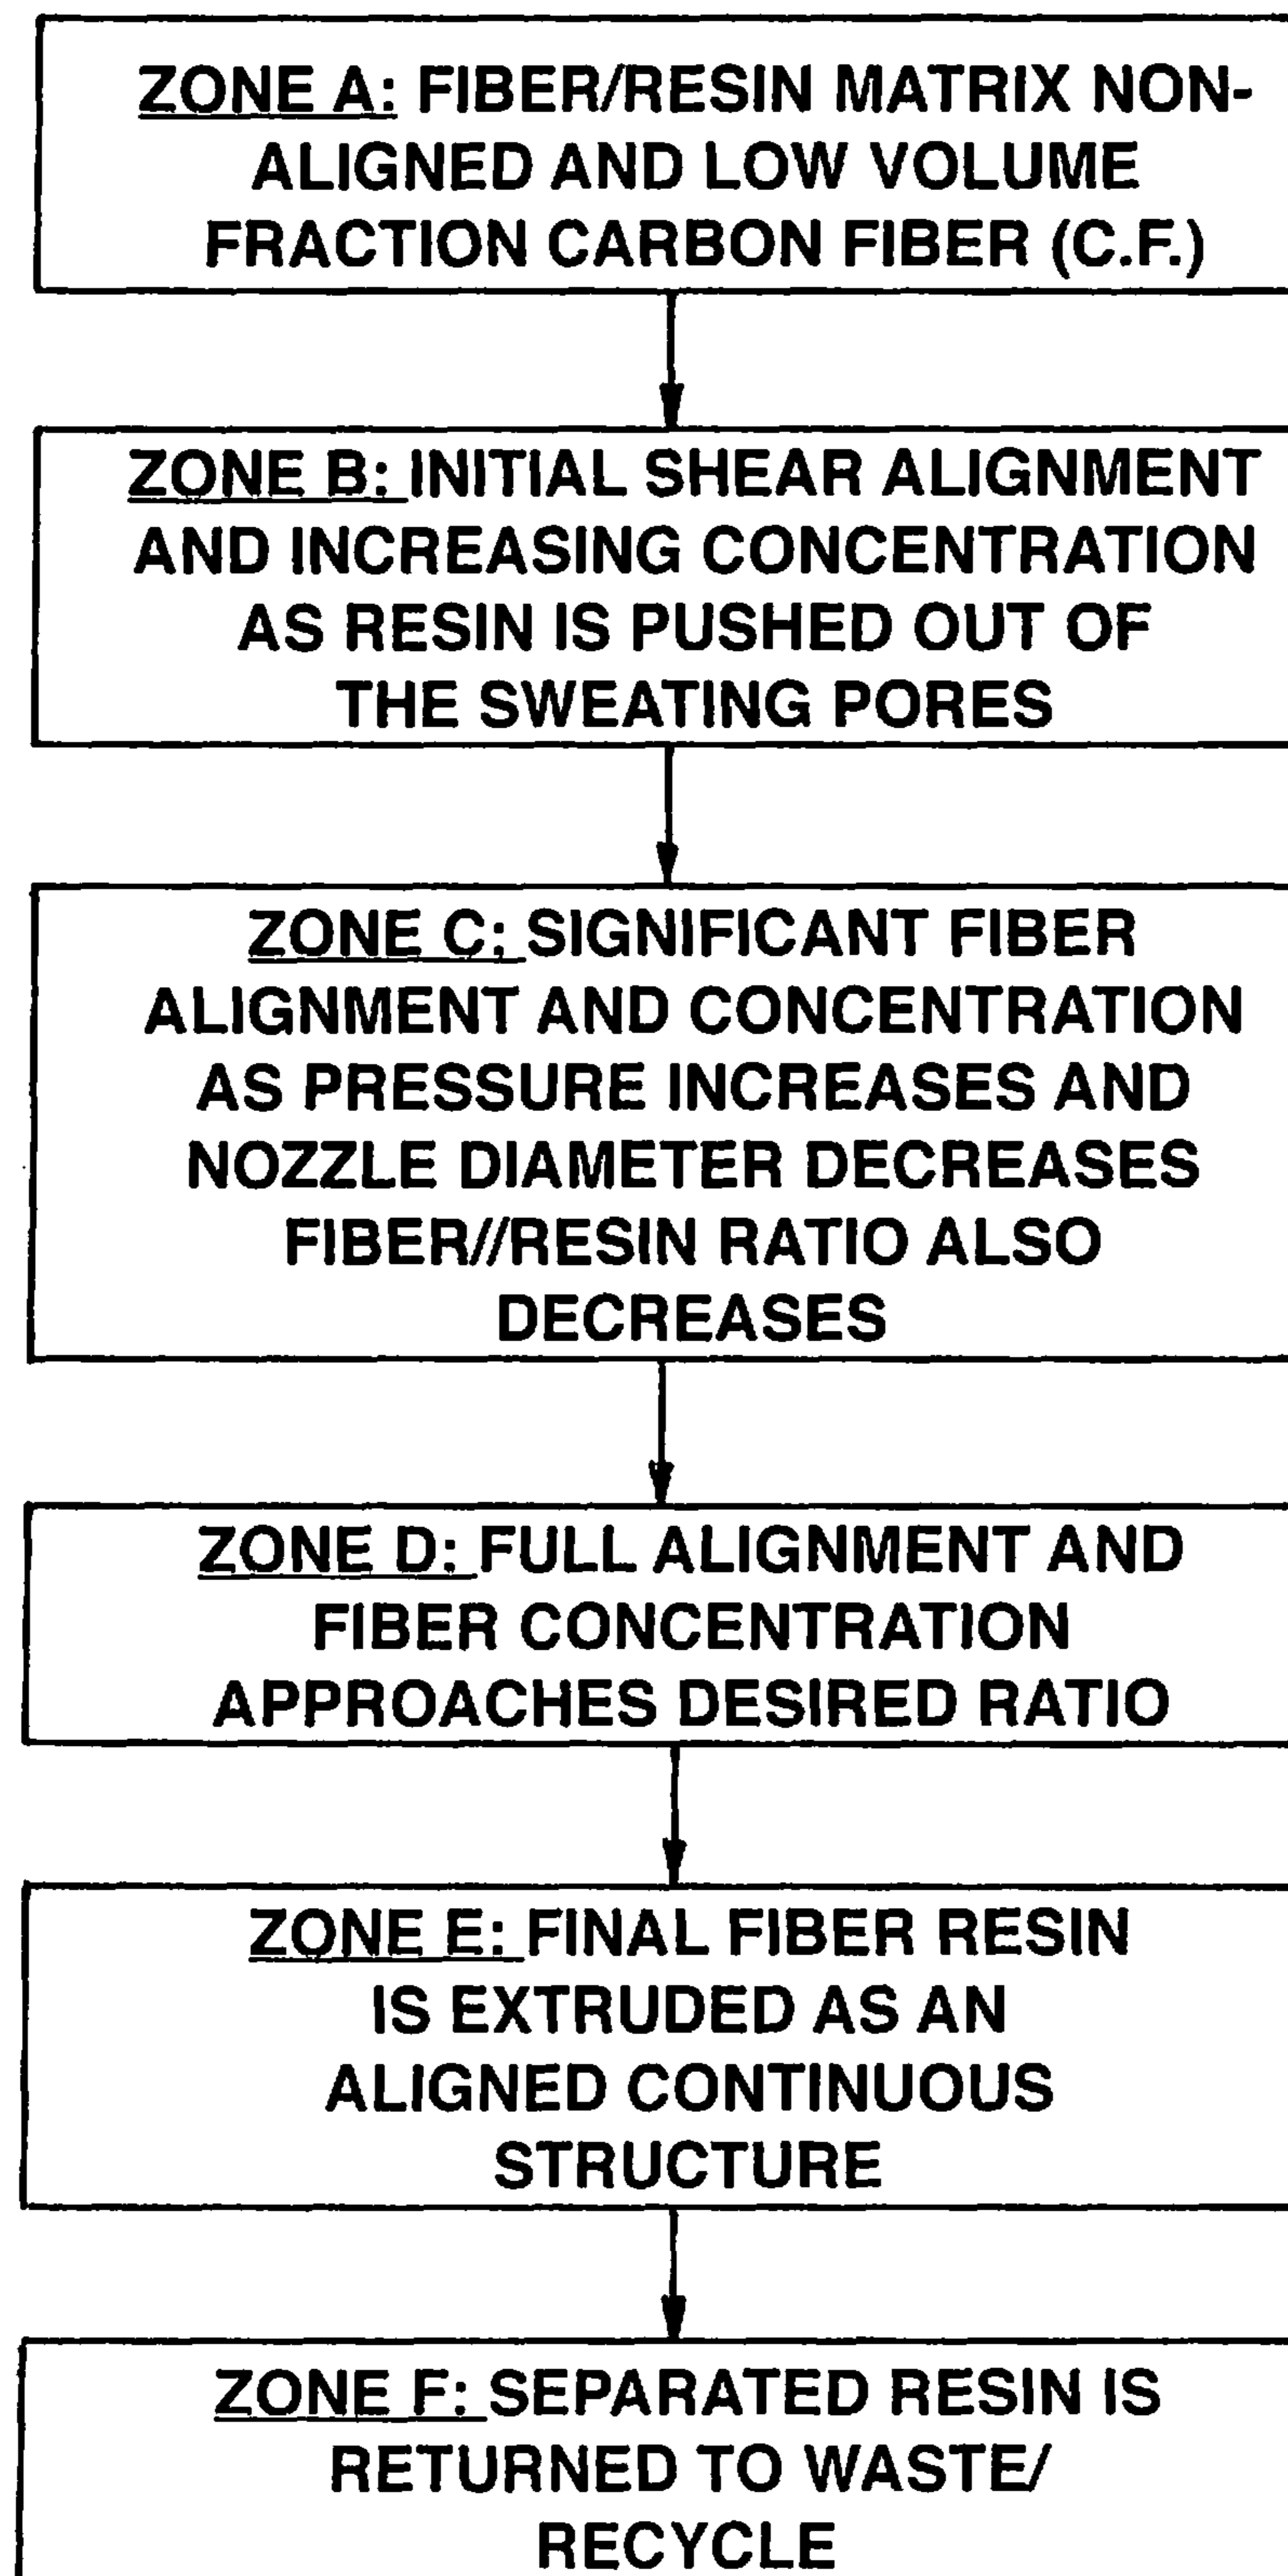 ZONE A: FIBER/RESIN MATRIX NON-
ALIGNED AND LOW VOLUME
FRACTION CARBON FIBER (C.F.)
ZONE B: INITIAL SHEAR ALIGNMENT
AND INCREASING CONCENTRATION
AS RESIN IS PUSHED OUT OF
THE SWEATING PORES
ZONE C; SIGNIFICANT FIBER
ALIGNMENT AND CONCENTRATION
AS PRESSURE INCREASES AND
NOZZLE DIAMETER DECREASES
FIBER//RESIN RATIO ALSO
DECREASES
ZONE D: FULL ALIGNMENT AND
FIBER CONCENTRATION
APPROACHES DESIRED RATIO
ZONE E: FINAL FIBER RESIN
IS EXTRUDED AS AN
ALIGNED CONTINUOUS
STRUCTURE
ZONE F: SEPARATED RESIN IS
RETURNED TO WASTE/
RECYCLE